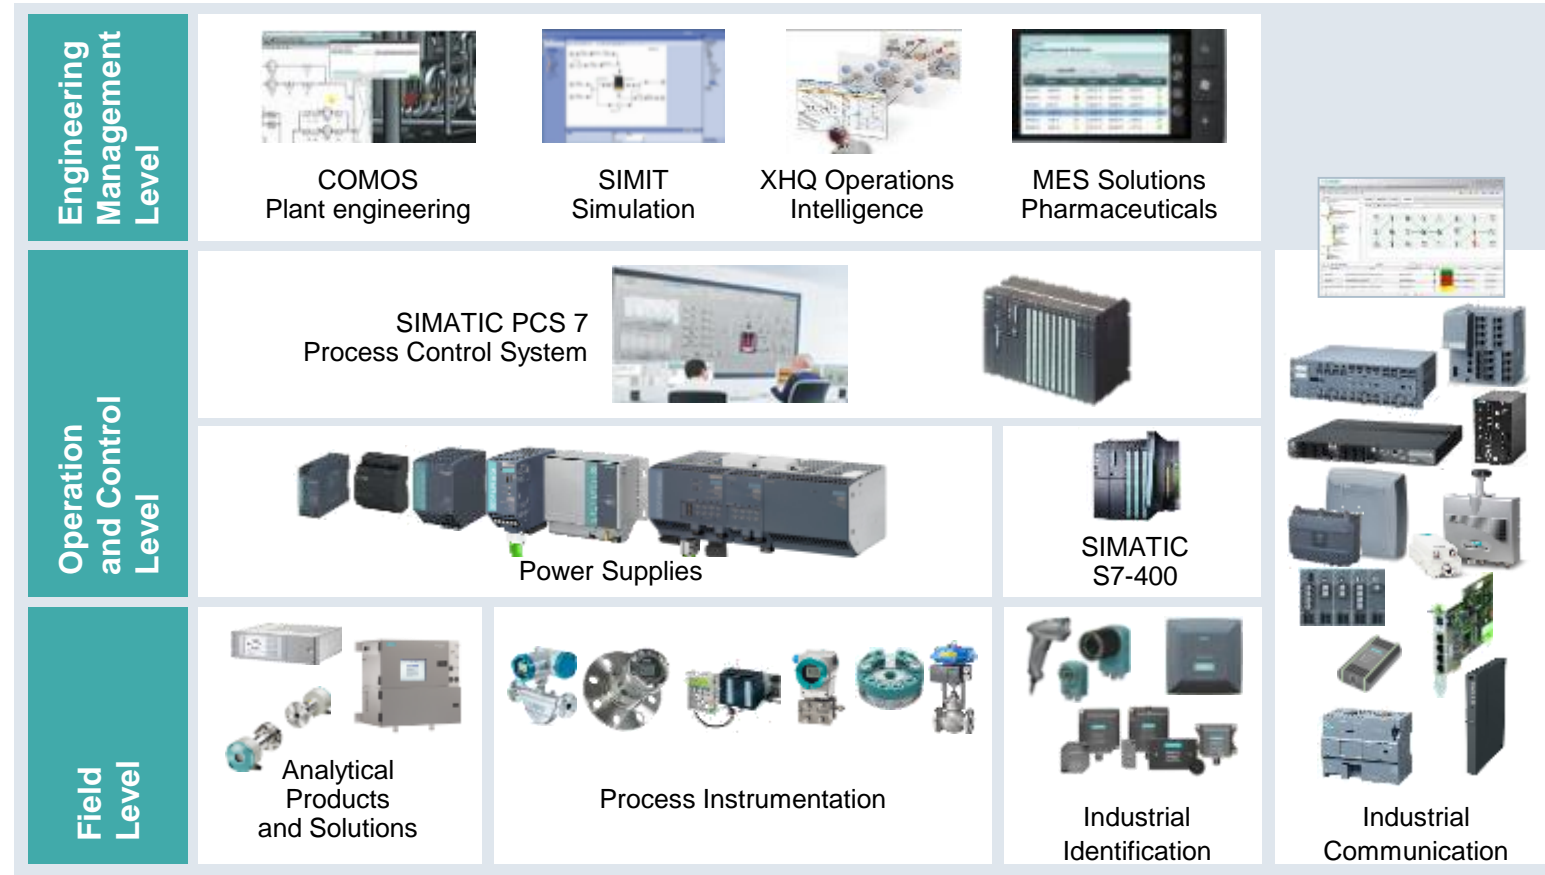 Engineering
Management
Level
COMOS
Plant engineering
SIMIT
Simulation
XHQ Operations
Intelligence
MES Solutions
Pharmaceuticals
Operation
and Control
Level
SIMATIC PCS 7
Process Control System
Power Supplies
SIMATIC
S7-400
Field
Level
Analytical
Products
and Solutions
Process Instrumentation
Industrial
Identification
Industrial
Communication